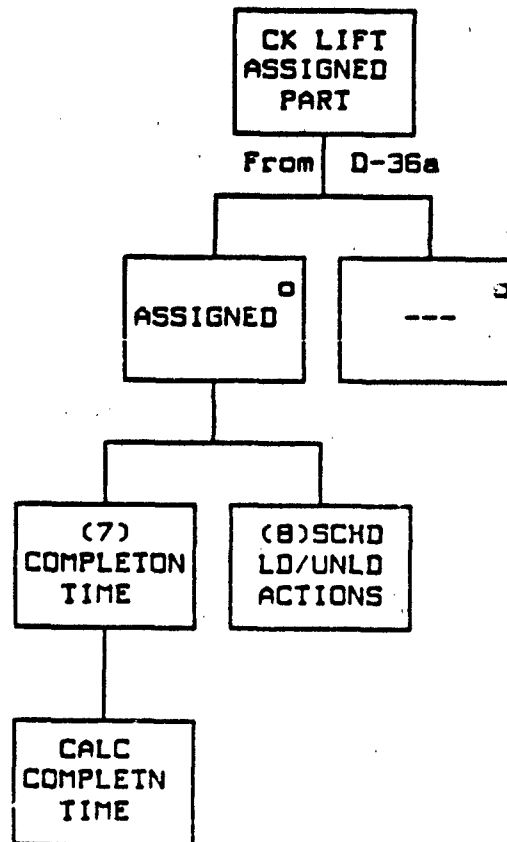 CK LIFT
ASSIGNED
PART
From D-36a
o
ASSIGNED
o
---
(7)
COMPLETON
TIME
(8)SCHD
LD/UNLD
ACTIONS
CALC
COMPLETN
TIME